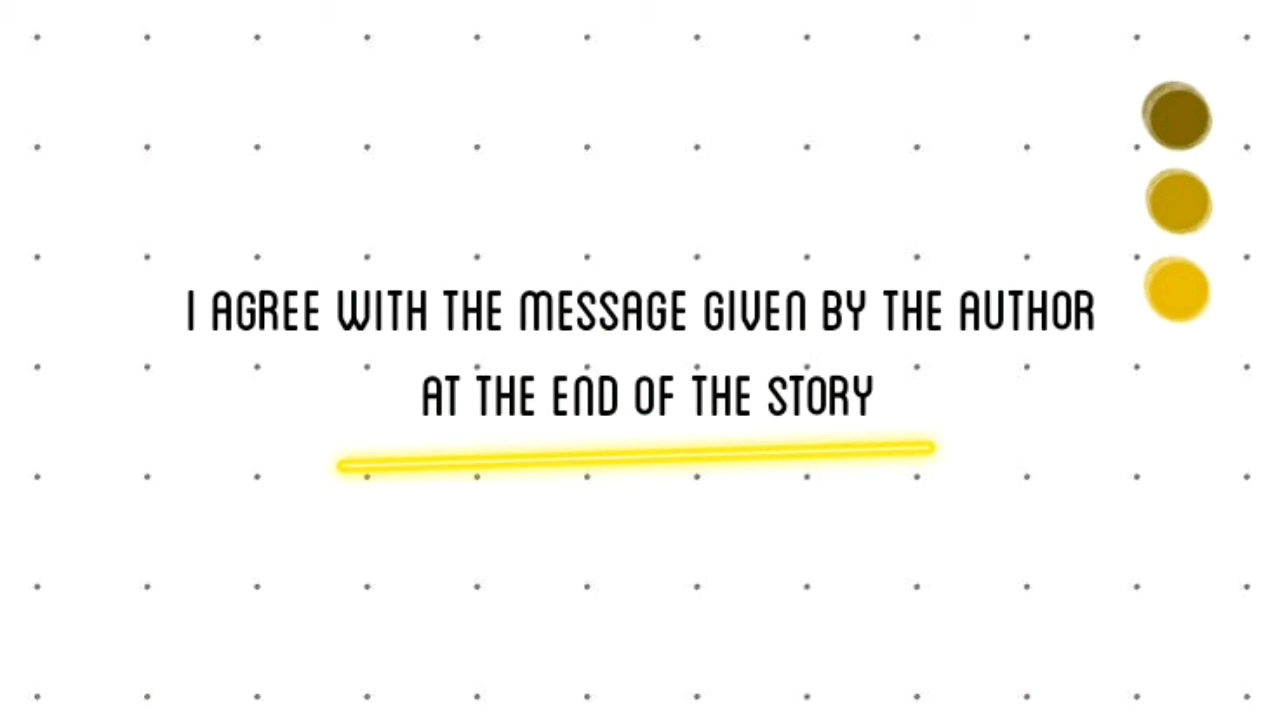 I AGREE WITH THE MESSAGE GIVEN BY THE AUTHOR
AT THE END OF THE STORY